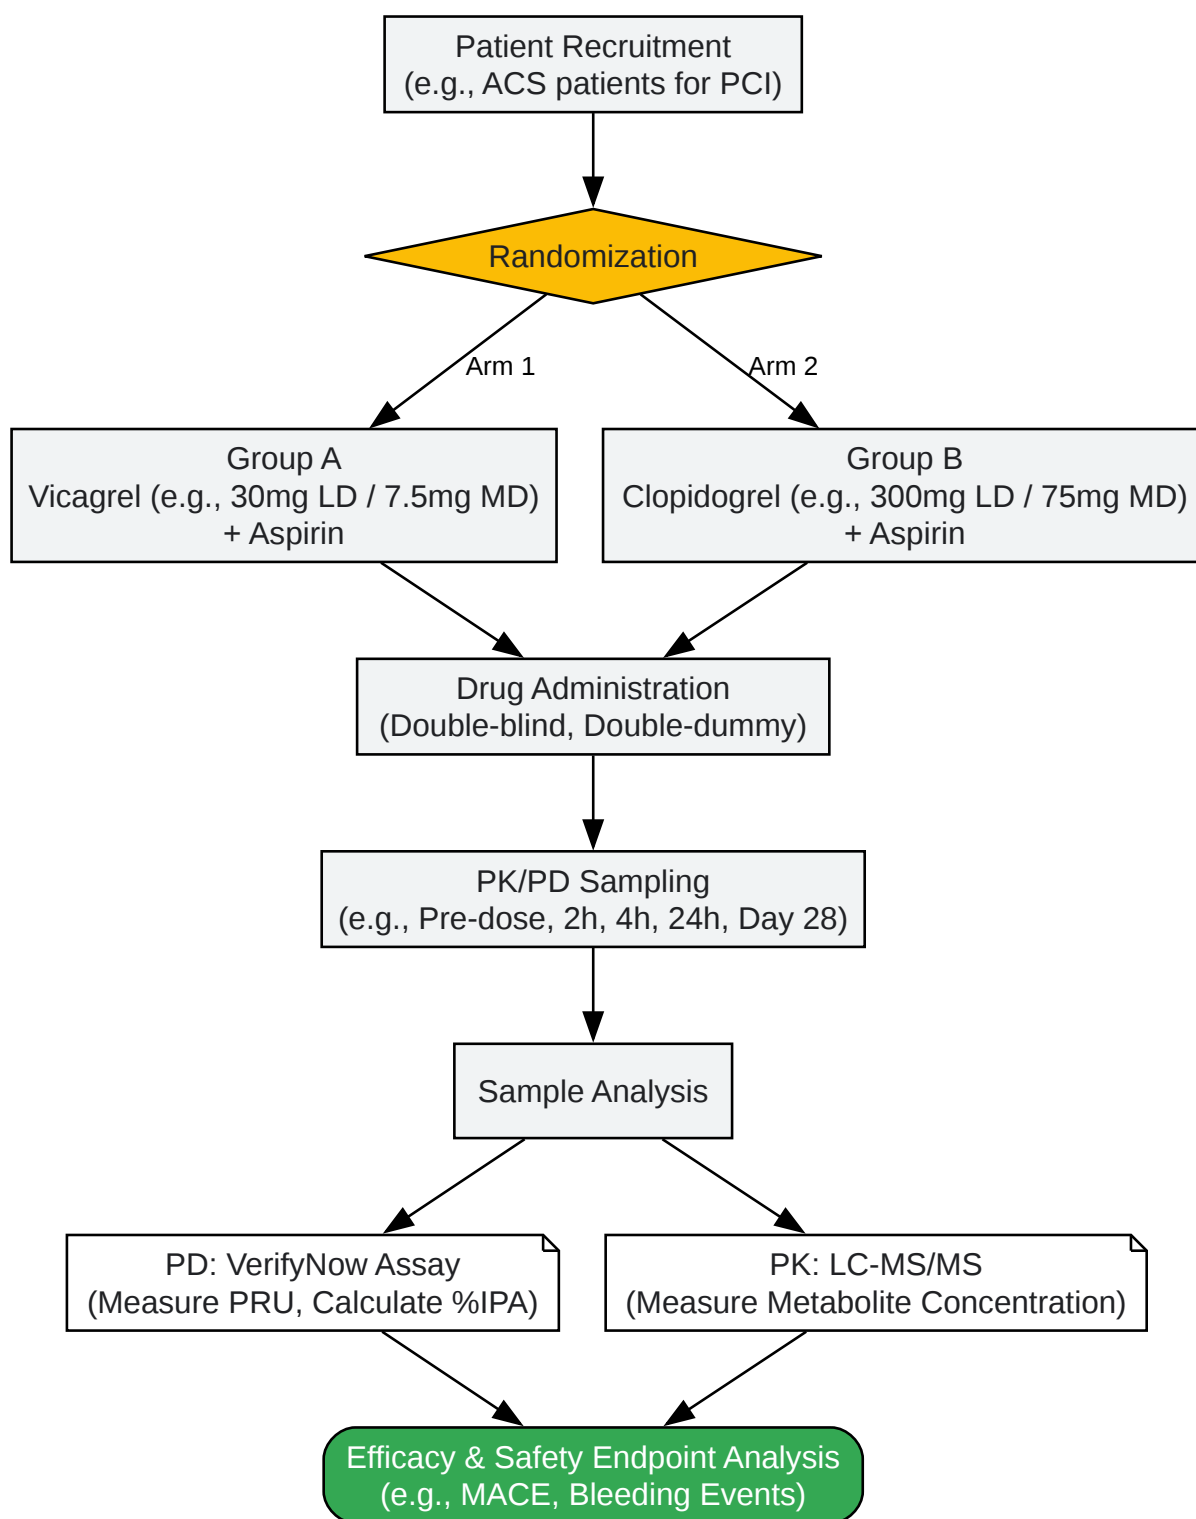 Patient Recruitment
(e.g., ACS patients for PCI)
Randomization
Arm 1
Arm 2
Group A
Vicagrel (e.g., 30mg LD / 7.5mg MD)
+ Aspirin
Group B
Clopidogrel (e.g., 300mg LD / 75mg MD)
+ Aspirin
Drug Administration
(Double-blind, Double-dummy)
PK/PD Sampling
(e.g., Pre-dose, 2h, 4h, 24h, Day 28)
Sample Analysis
PD: VerifyNow Assay
(Measure PRU, Calculate %IPA)
PK: LC-MS/MS
(Measure Metabolite Concentration)
Efficacy & Safety Endpoint Analysis
(e.g., MACE, Bleeding Events)